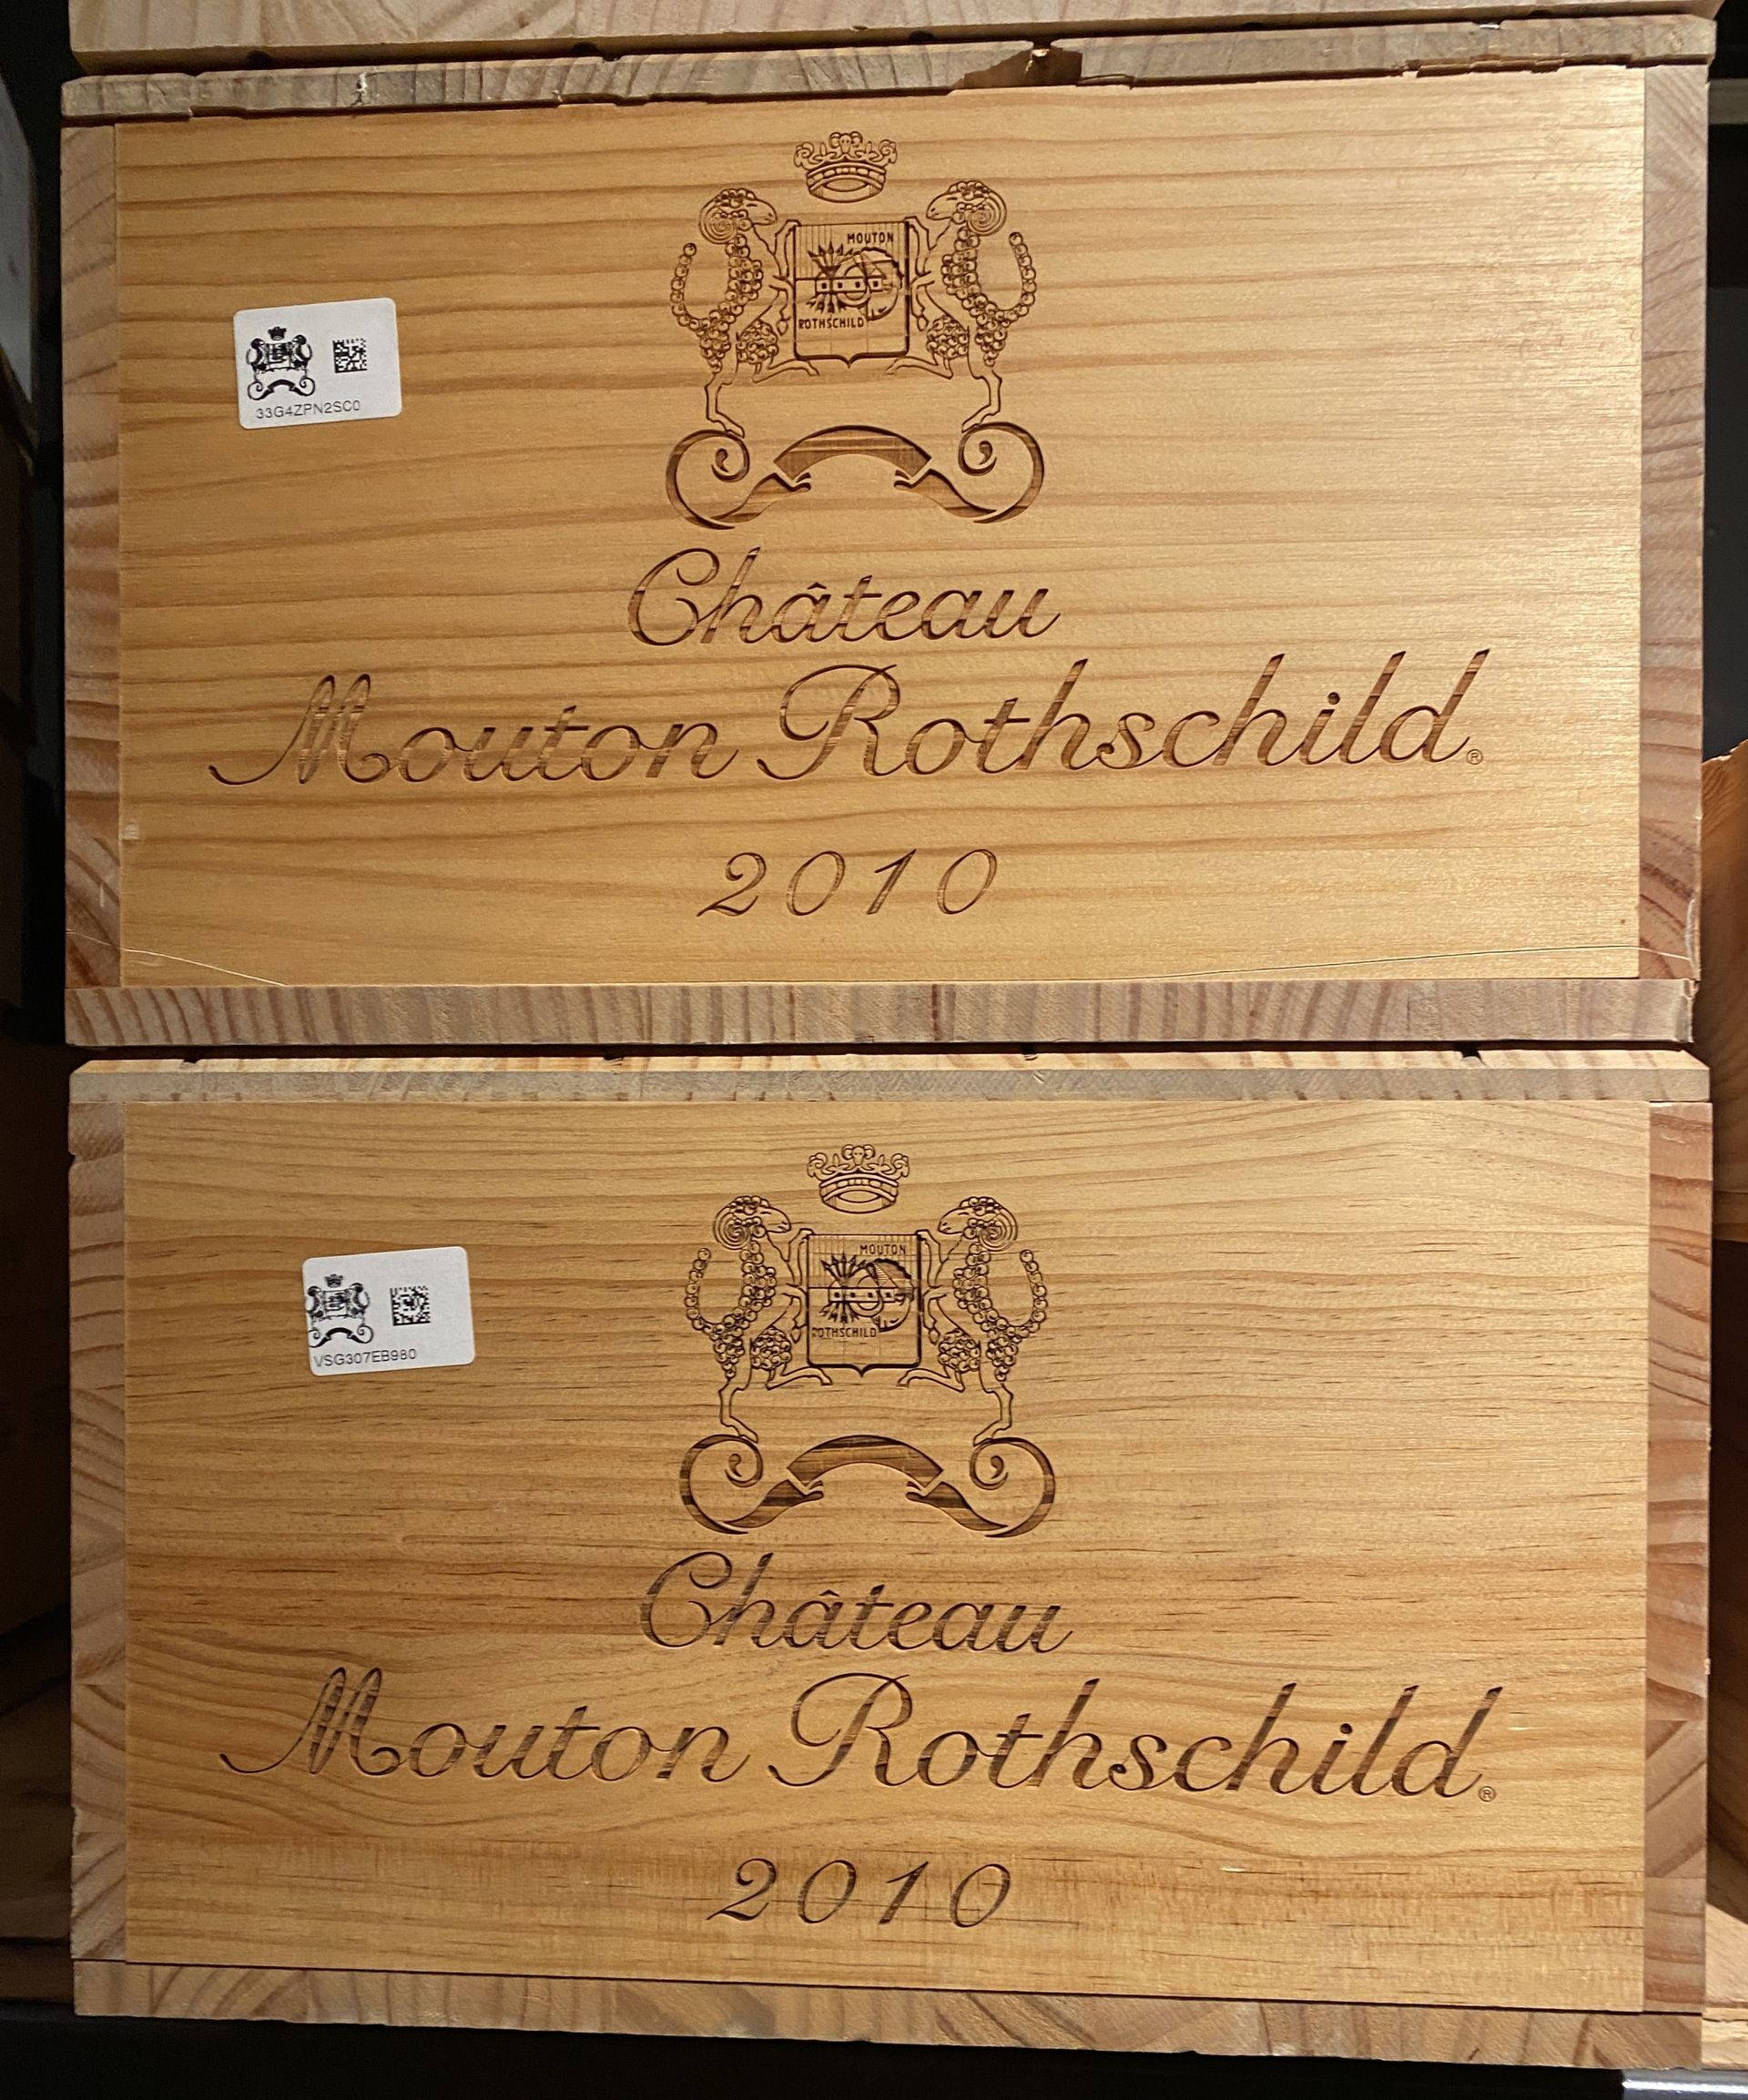 MOUTON
ROTHSCHILD
33G4ZPN2SC0
Château
Mouton Rothschild®
2010
MOUTON
ROTHSCHILD
VSG307EB980
Château
Mouton Rothschild®
2010